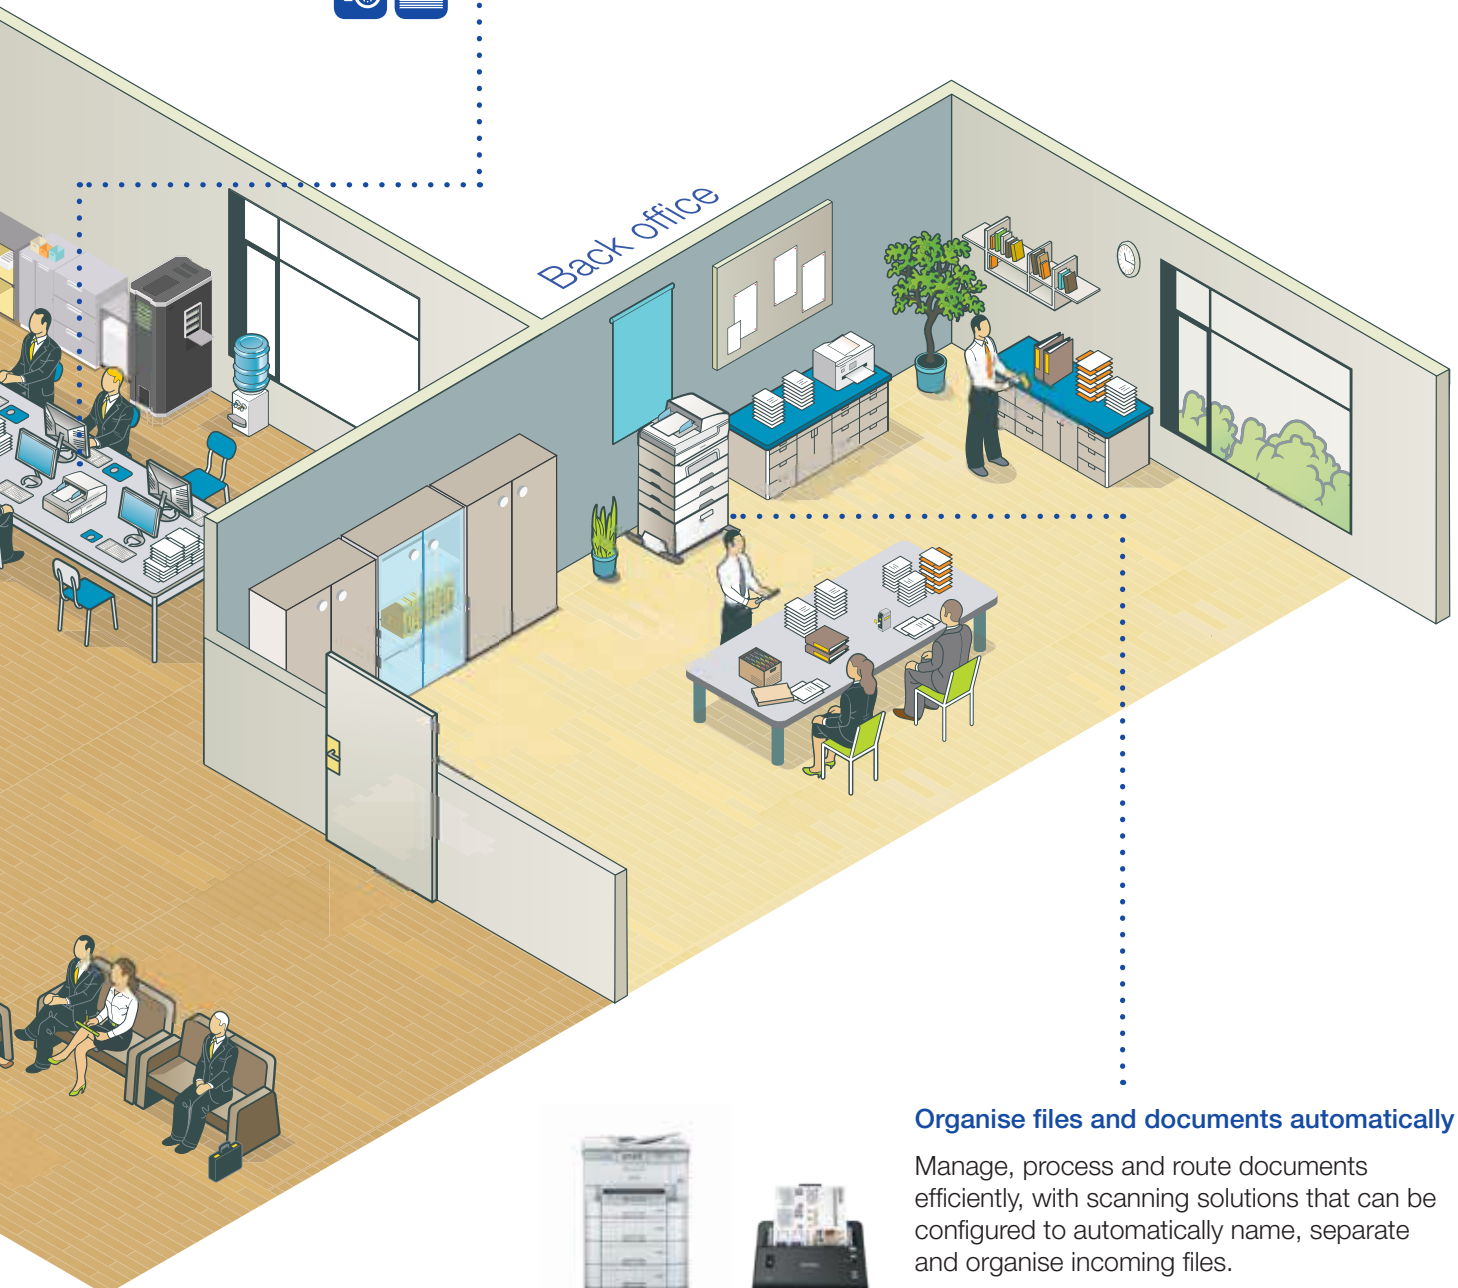 Back office
Organise files and documents automatically
Manage, process and route documents
efficiently, with scanning solutions that can be
configured to automatically name, separate
and organise incoming files.